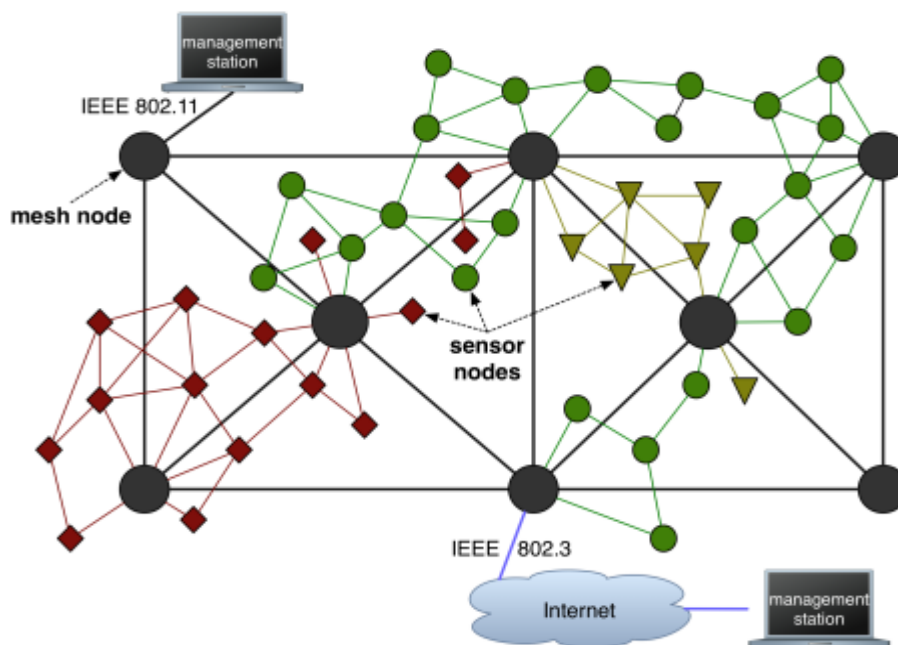 management
station
IEEE 802.11
mesh node
sensor
nodes
IEEE 802.3
Internet
management
station